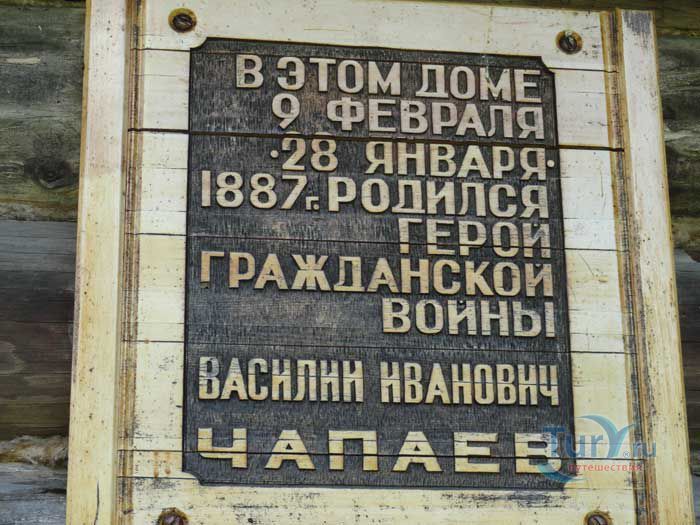 В ЭТОМ ДОМЕ
9 ФЕВРАЛЯ
·28 ЯНВАРЯ·
1887г. РОДИЛСЯ
ГЕРОЙ
ГРАЖДАНСКОЙ
ВОЙНЫ
ВАСИЛИЙ ИВАНОВИЧ
ЧАПАЕВ
TurY.ru
путешествия